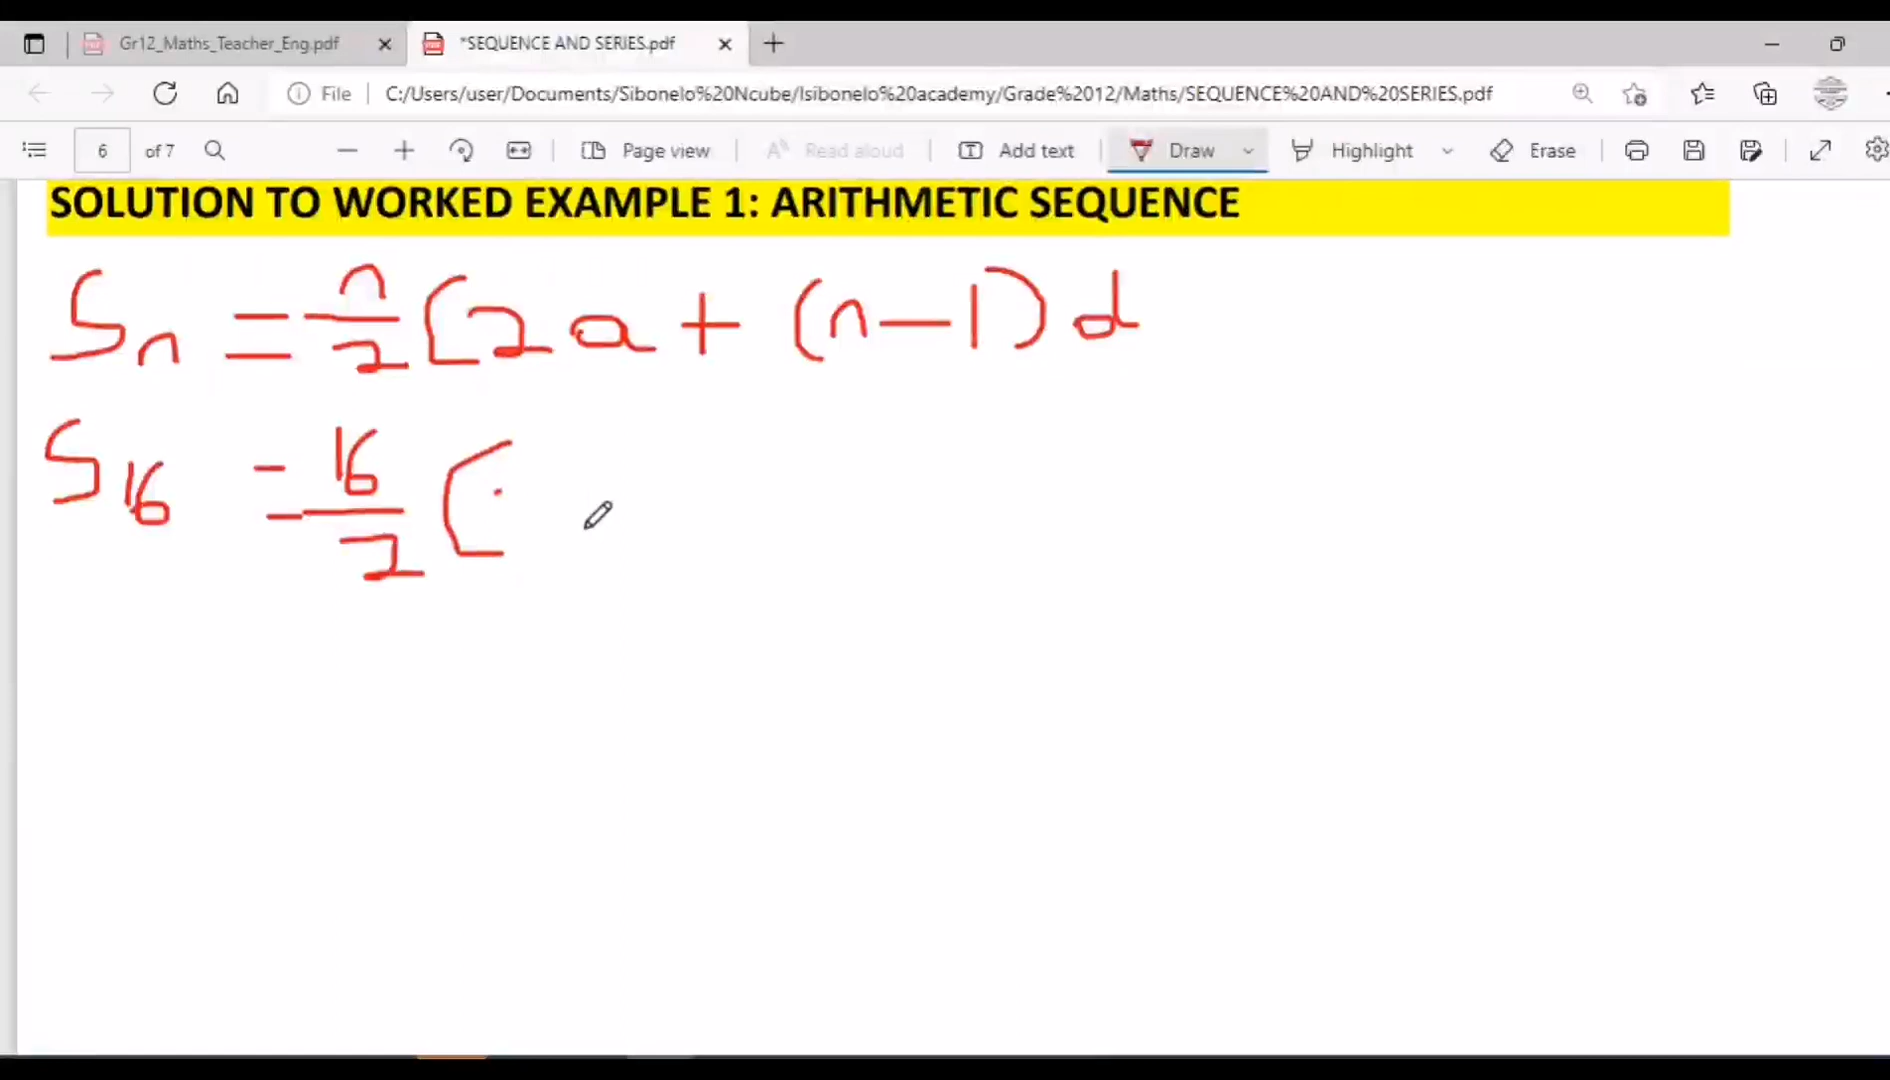 Gr12_Maths_Teacher_Eng.pdf *SEQUENCE AND SERIES.pdf
File C:/Users/user/Documents/Sibonelo%20Ncube/Isibonelo%20academy/Grade%2012/Maths/SEQUENCE%20AND%20SERIES.pdf
6 of 7 Page view Read aloud Add text Draw Highlight Erase
SOLUTION TO WORKED EXAMPLE 1: ARITHMETIC SEQUENCE
Sn = n/2 [2a + (n-1)d
S16 = 16/2 [